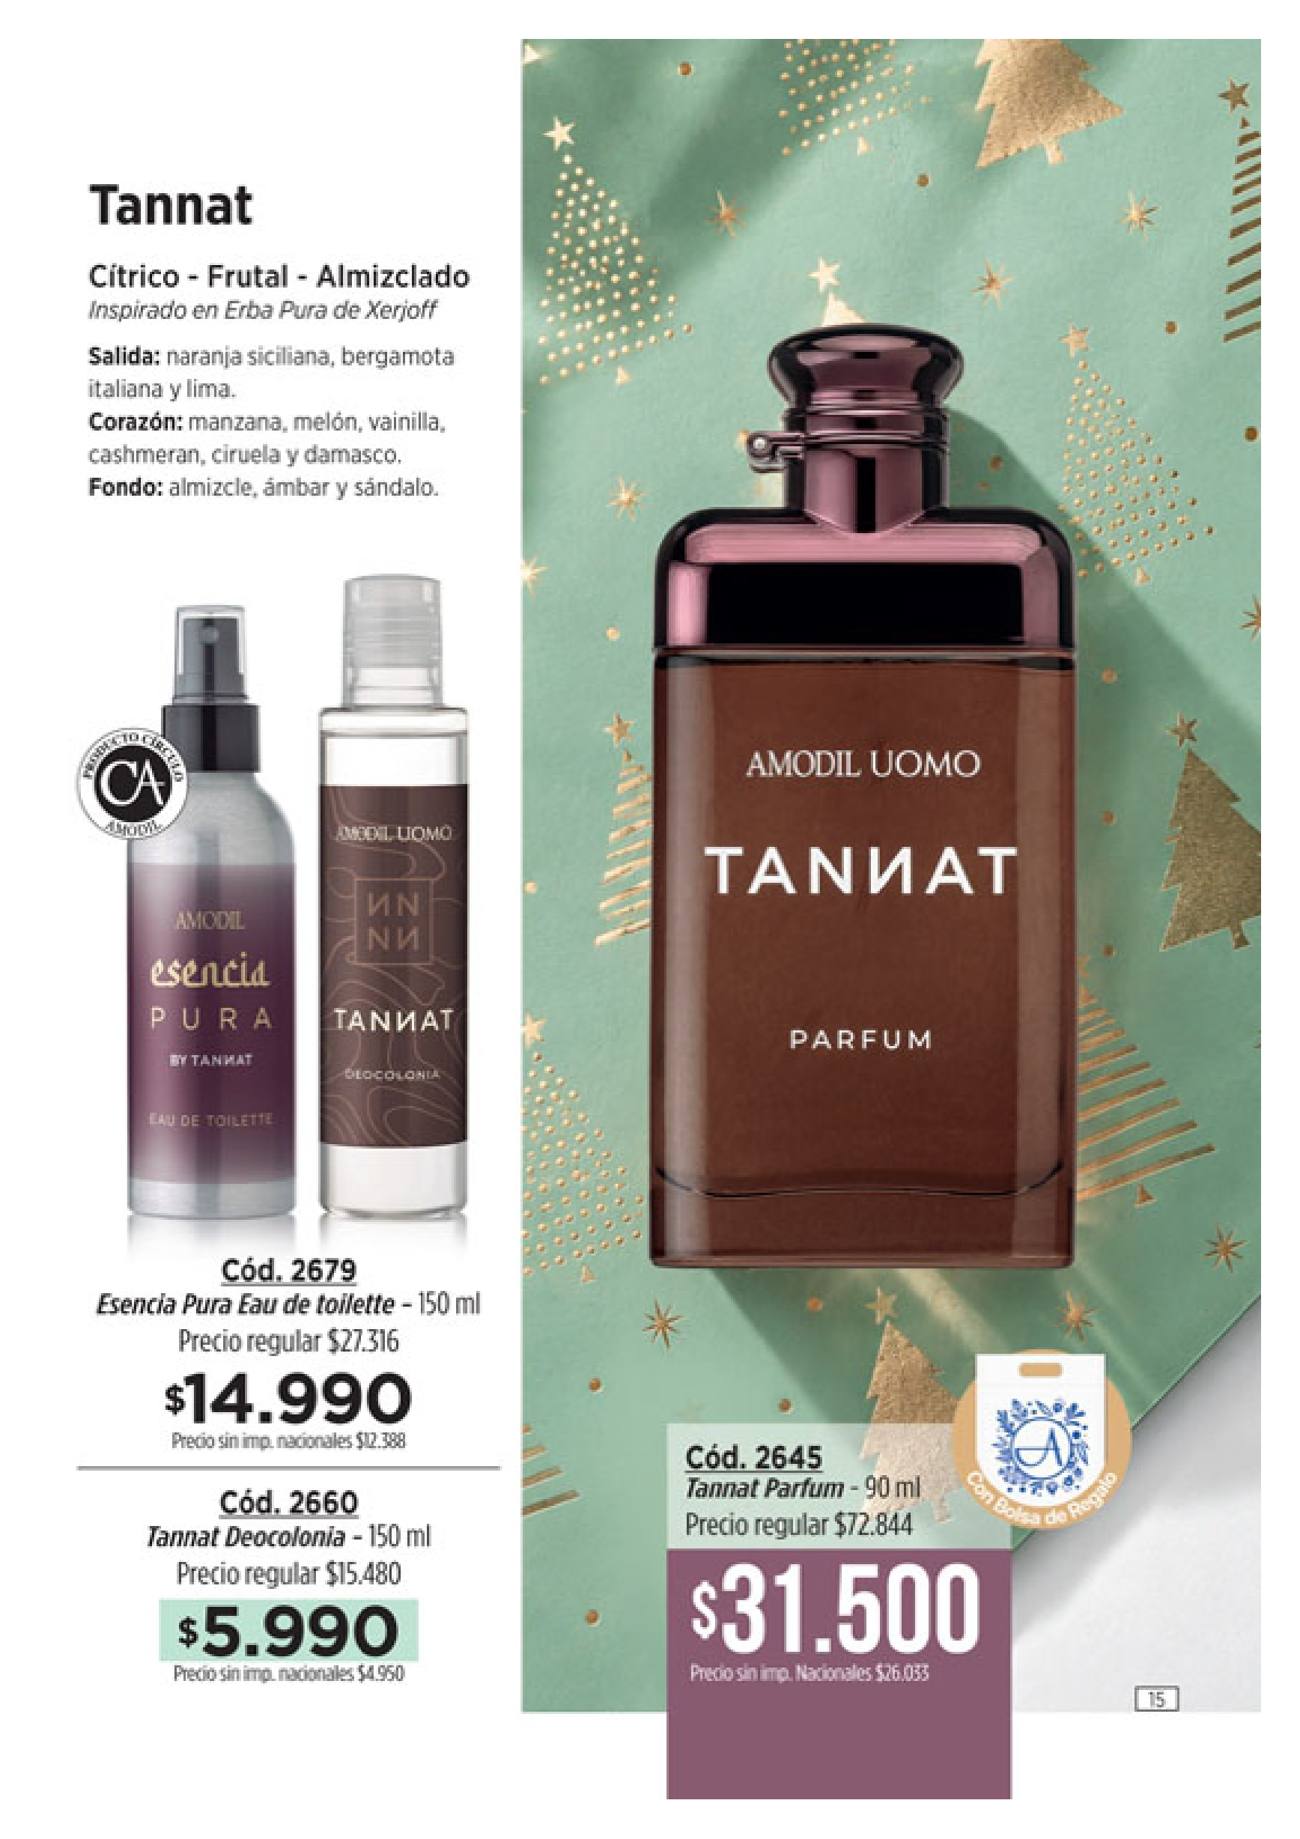 Tannat
Cítrico - Frutal - Almizclado
Inspirado en Erba Pura de Xerjoff
Salida: naranja siciliana, bergamota
italiana y lima.
Corazón: manzana, melón, vainilla,
cashmeran, ciruela y damasco.
Fondo: almizcle, ámbar y sándalo.
PRODUCTO CÍRCULO
CA
AMODIL
AMODIL
esencia
PURA
BY TANИAT
EAU DE TOILETTE
AMODIL UOMO
ИN
NИ
TANИAT
DEOCOLONIA
Cód. 2679
Esencia Pura Eau de toilette - 150 ml
Precio regular $27.316
$14.990
Precio sin imp. nacionales $12.388
Cód. 2660
Tannat Deocolonia - 150 ml
Precio regular $15.480
$5.990
Precio sin imp. nacionales $4.950
AMODIL UOMO
TANИAT
PARFUM
A
Con Bolsa de Regalo
Cód. 2645
Tannat Parfum - 90 ml
Precio regular $72.844
$31.500
Precio sin imp. Nacionales $26.033
15